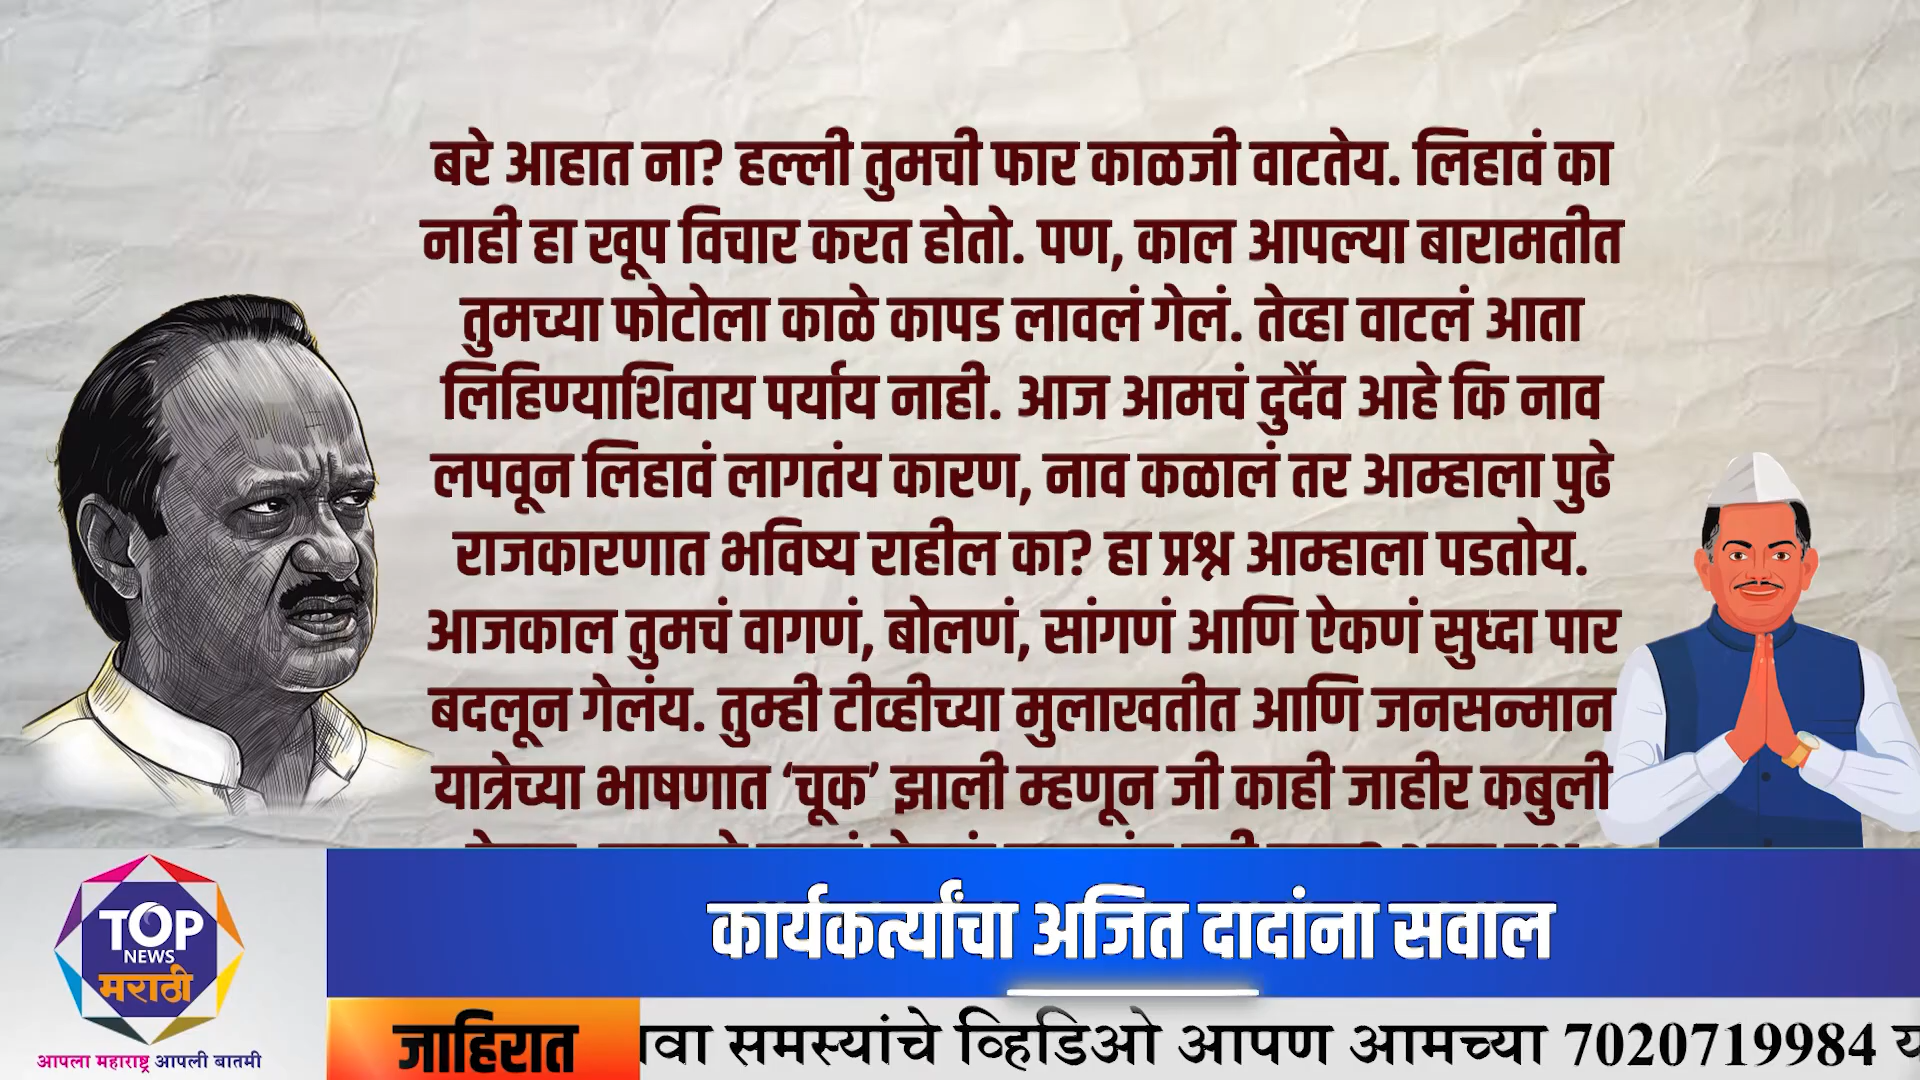 बरे आहात ना? हल्ली तुमची फार काळजी वाटतेय. लिहावं का
नाही हा खूप विचार करत होतो. पण, काल आपल्या बारामतीत
तुमच्या फोटोला काळे कापड लावलं गेलं. तेव्हा वाटलं आता
लिहिण्याशिवाय पर्याय नाही. आज आमचं दुर्दैव आहे कि नाव
लपवून लिहावं लागतंय कारण, नाव कळालं तर आम्हाला पुढे
राजकारणात भविष्य राहील का? हा प्रश्न आम्हाला पडतोय.
आजकाल तुमचं वागणं, बोलणं, सांगणं आणि ऐकणं सुध्दा पार
बदलून गेलंय. तुम्ही टीव्हीच्या मुलाखतीत आणि जनसन्मान
यात्रेच्या भाषणात ‘चूक’ झाली म्हणून जी काही जाहीर कबुली
कार्यकर्त्यांचा अजित दादांना सवाल
TOP
NEWS
मराठी
आपला महाराष्ट्र आपली बातमी
जाहिरात
समस्यांचे व्हिडिओ आपण आमच्या 7020719984